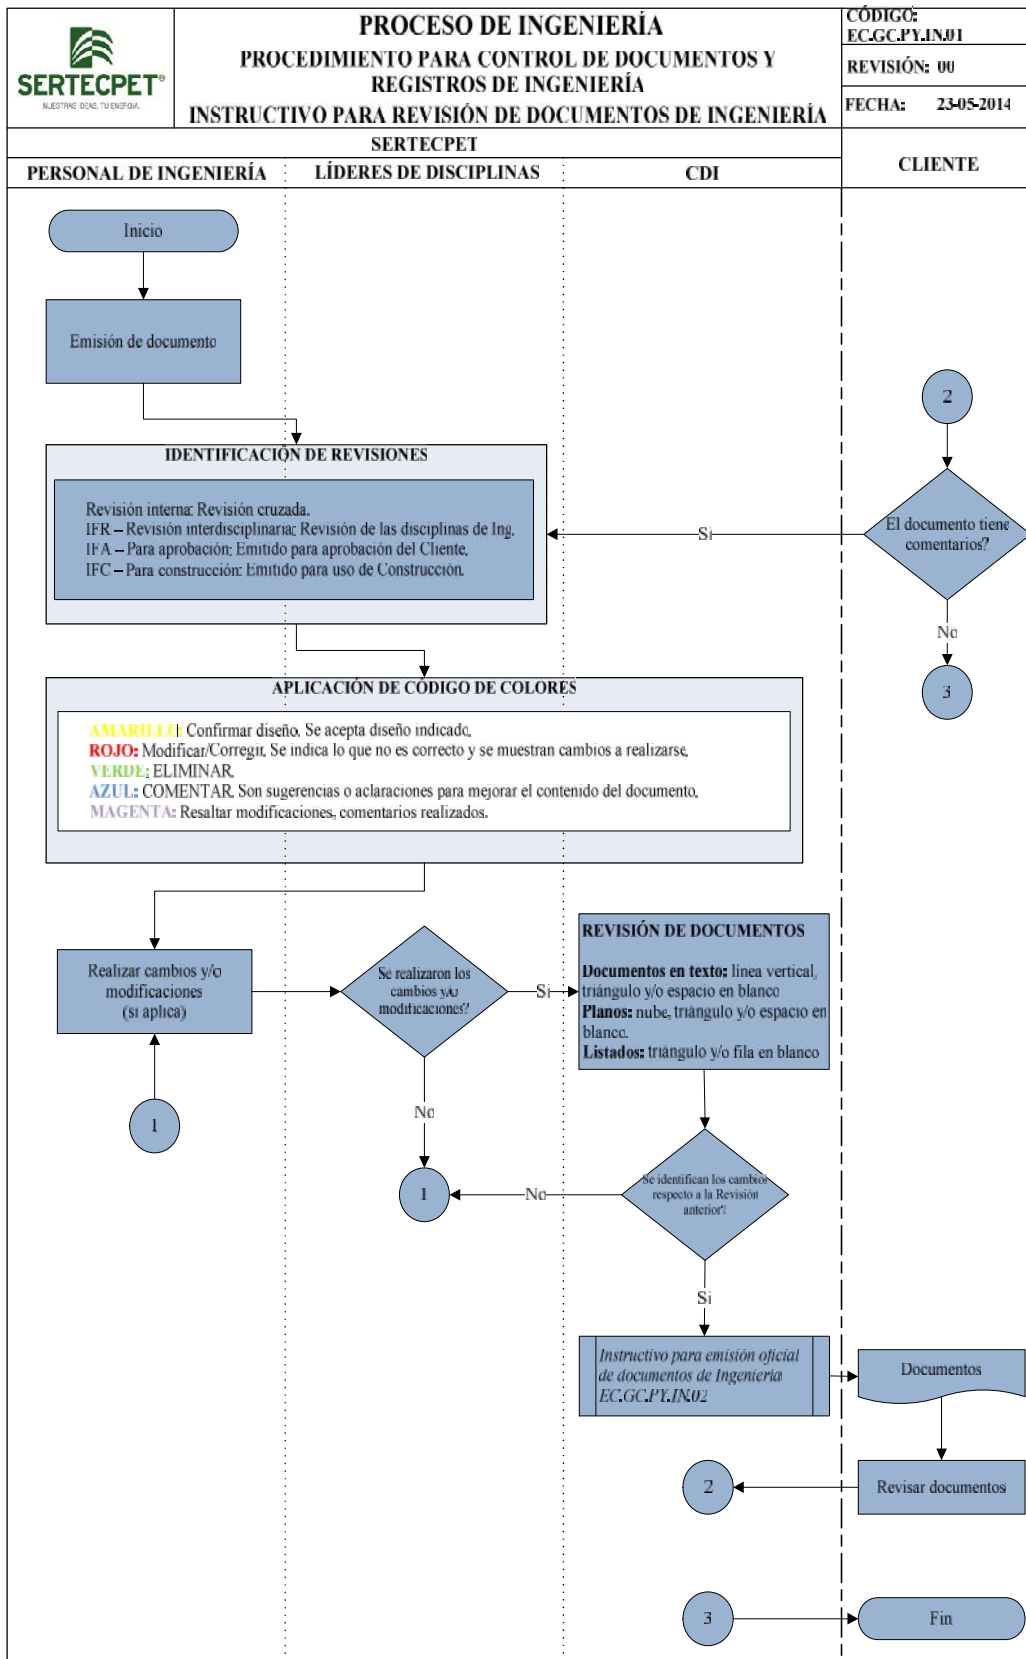 SERTECPET®
NUESTRAS IDEAS, TU ENERGÍA.
PROCESO DE INGENIERÍA
PROCEDIMIENTO PARA CONTROL DE DOCUMENTOS Y
REGISTROS DE INGENIERÍA
INSTRUCTIVO PARA REVISIÓN DE DOCUMENTOS DE INGENIERÍA
CÓDIGO:
EC.GC.PY.IN.01
REVISIÓN: 00
FECHA: 23-05-2014
SERTECPET
PERSONAL DE INGENIERÍA
LÍDERES DE DISCIPLINAS
CDI
CLIENTE
Inicio
Emisión de documento
2
IDENTIFICACIÓN DE REVISIONES
Revisión interna: Revisión cruzada.
IFR – Revisión interdisciplinaria: Revisión de las disciplinas de Ing.
IFA – Para aprobación: Emitido para aprobación del Cliente.
IFC – Para construcción: Emitido para uso de Construcción.
Si
El documento tiene
comentarios?
No
3
APLICACIÓN DE CÓDIGO DE COLORES
AMARILLO: Confirmar diseño. Se acepta diseño indicado.
ROJO: Modificar/Corregir. Se indica lo que no es correcto y se muestran cambios a realizarse.
VERDE: ELIMINAR.
AZUL: COMENTAR. Son sugerencias o aclaraciones para mejorar el contenido del documento.
MAGENTA: Resaltar modificaciones, comentarios realizados.
Realizar cambios y/o
modificaciones
(si aplica)
Se realizaron los
cambios y/o
modificaciones?
Si
REVISIÓN DE DOCUMENTOS
Documentos en texto: línea vertical,
triángulo y/o espacio en blanco
Planos: nube, triángulo y/o espacio en
blanco.
Listados: triángulo y/o fila en blanco
1
No
1
No
Se identifican los cambios
respecto a la Revisión
anterior?
Si
Instructivo para emisión oficial
de documentos de Ingeniería
EC.GC.PY.IN.02
Documentos
2
Revisar documentos
3
Fin